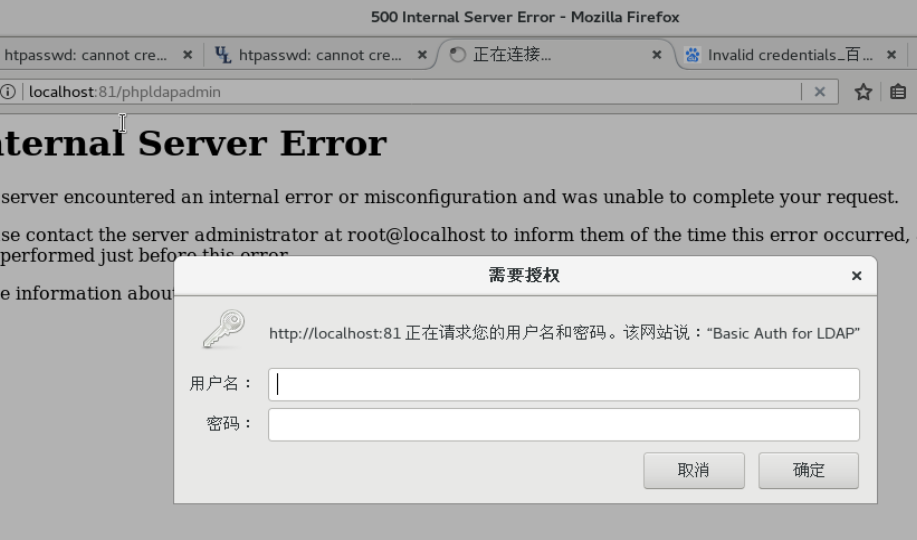 500 Internal Server Error - Mozilla Firefox
htpasswd: cannot cre... htpasswd: cannot cre... 正在连接... Invalid credentials_百...
localhost:81/phpldapadmin
nternal Server Error
server encountered an internal error or misconfiguration and was unable to complete your request.
se contact the server administrator at root@localhost to inform them of the time this error occurred,
performed just before this error.
e information about
需要授权
http://localhost:81 正在请求您的用户名和密码。该网站说：“Basic Auth for LDAP”
用户名：
密码：
取消 确定